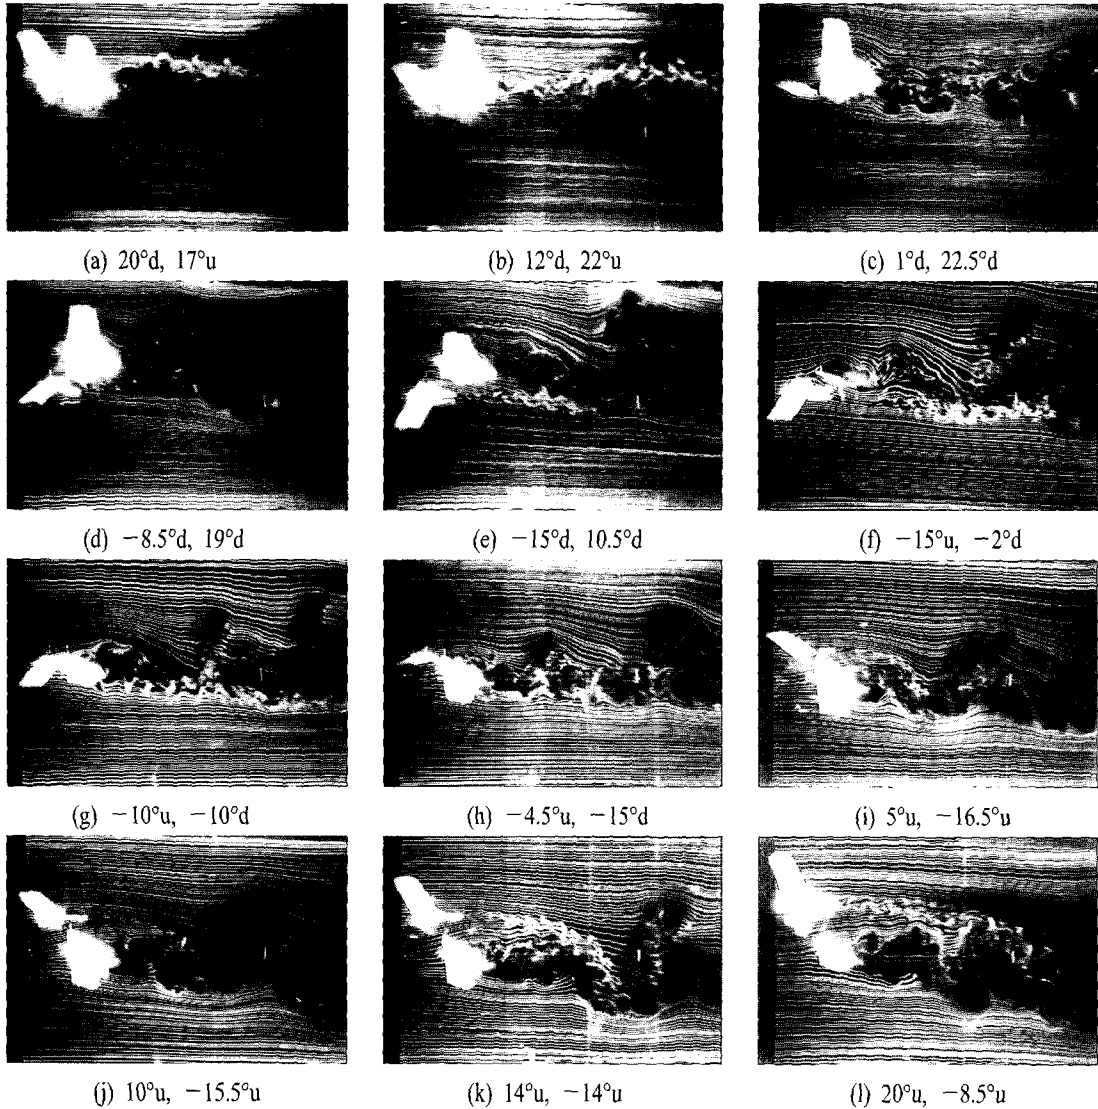 (a) 20°d, 17°u
(b) 12°d, 22°u
(c) 1°d, 22.5°d
(d) −8.5°d, 19°d
(e) −15°d, 10.5°d
(f) −15°u, −2°d
(g) −10°u, −10°d
(h) −4.5°u, −15°d
(i) 5°u, −16.5°u
(j) 10°u, −15.5°u
(k) 14°u, −14°u
(l) 20°u, −8.5°u